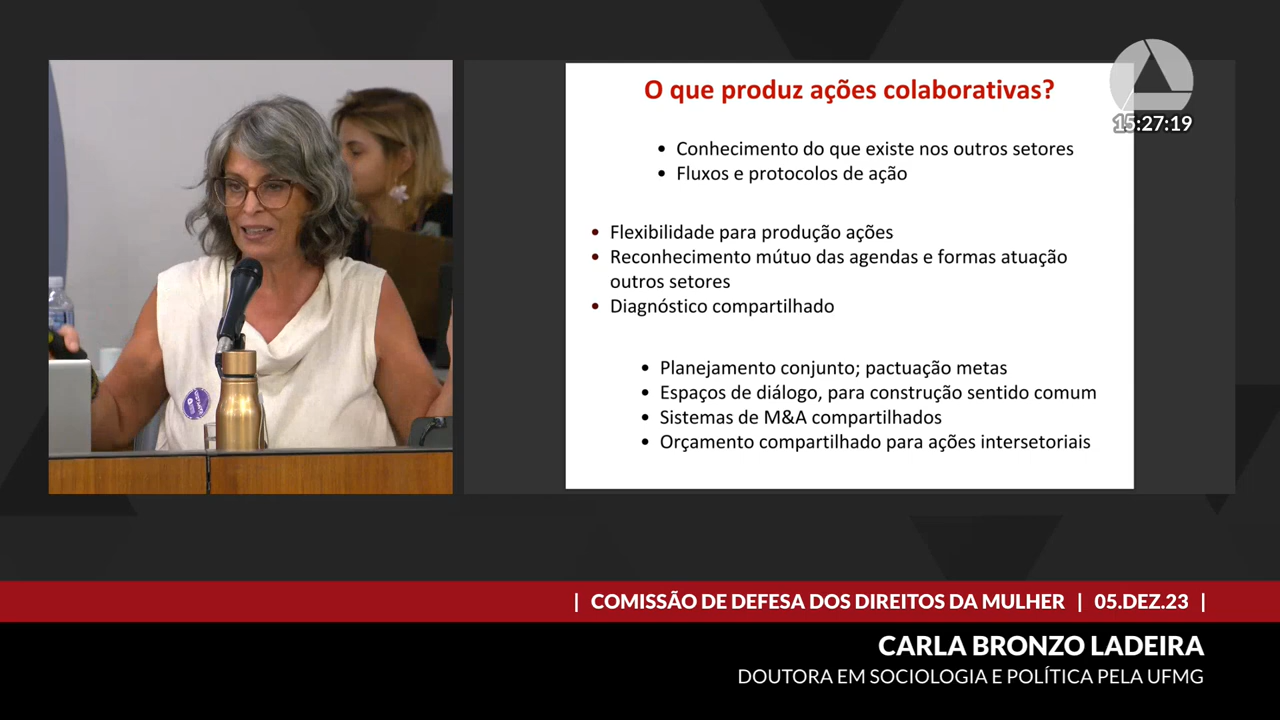 O que produz ações colaborativas?
15:27:19
• Conhecimento do que existe nos outros setores
• Fluxos e protocolos de ação
• Flexibilidade para produção ações
• Reconhecimento mútuo das agendas e formas atuação
outros setores
• Diagnóstico compartilhado
• Planejamento conjunto; pactuação metas
• Espaços de diálogo, para construção sentido comum
• Sistemas de M&A compartilhados
• Orçamento compartilhado para ações intersetoriais
| COMISSÃO DE DEFESA DOS DIREITOS DA MULHER | 05.DEZ.23 |
CARLA BRONZO LADEIRA
DOUTORA EM SOCIOLOGIA E POLÍTICA PELA UFMG